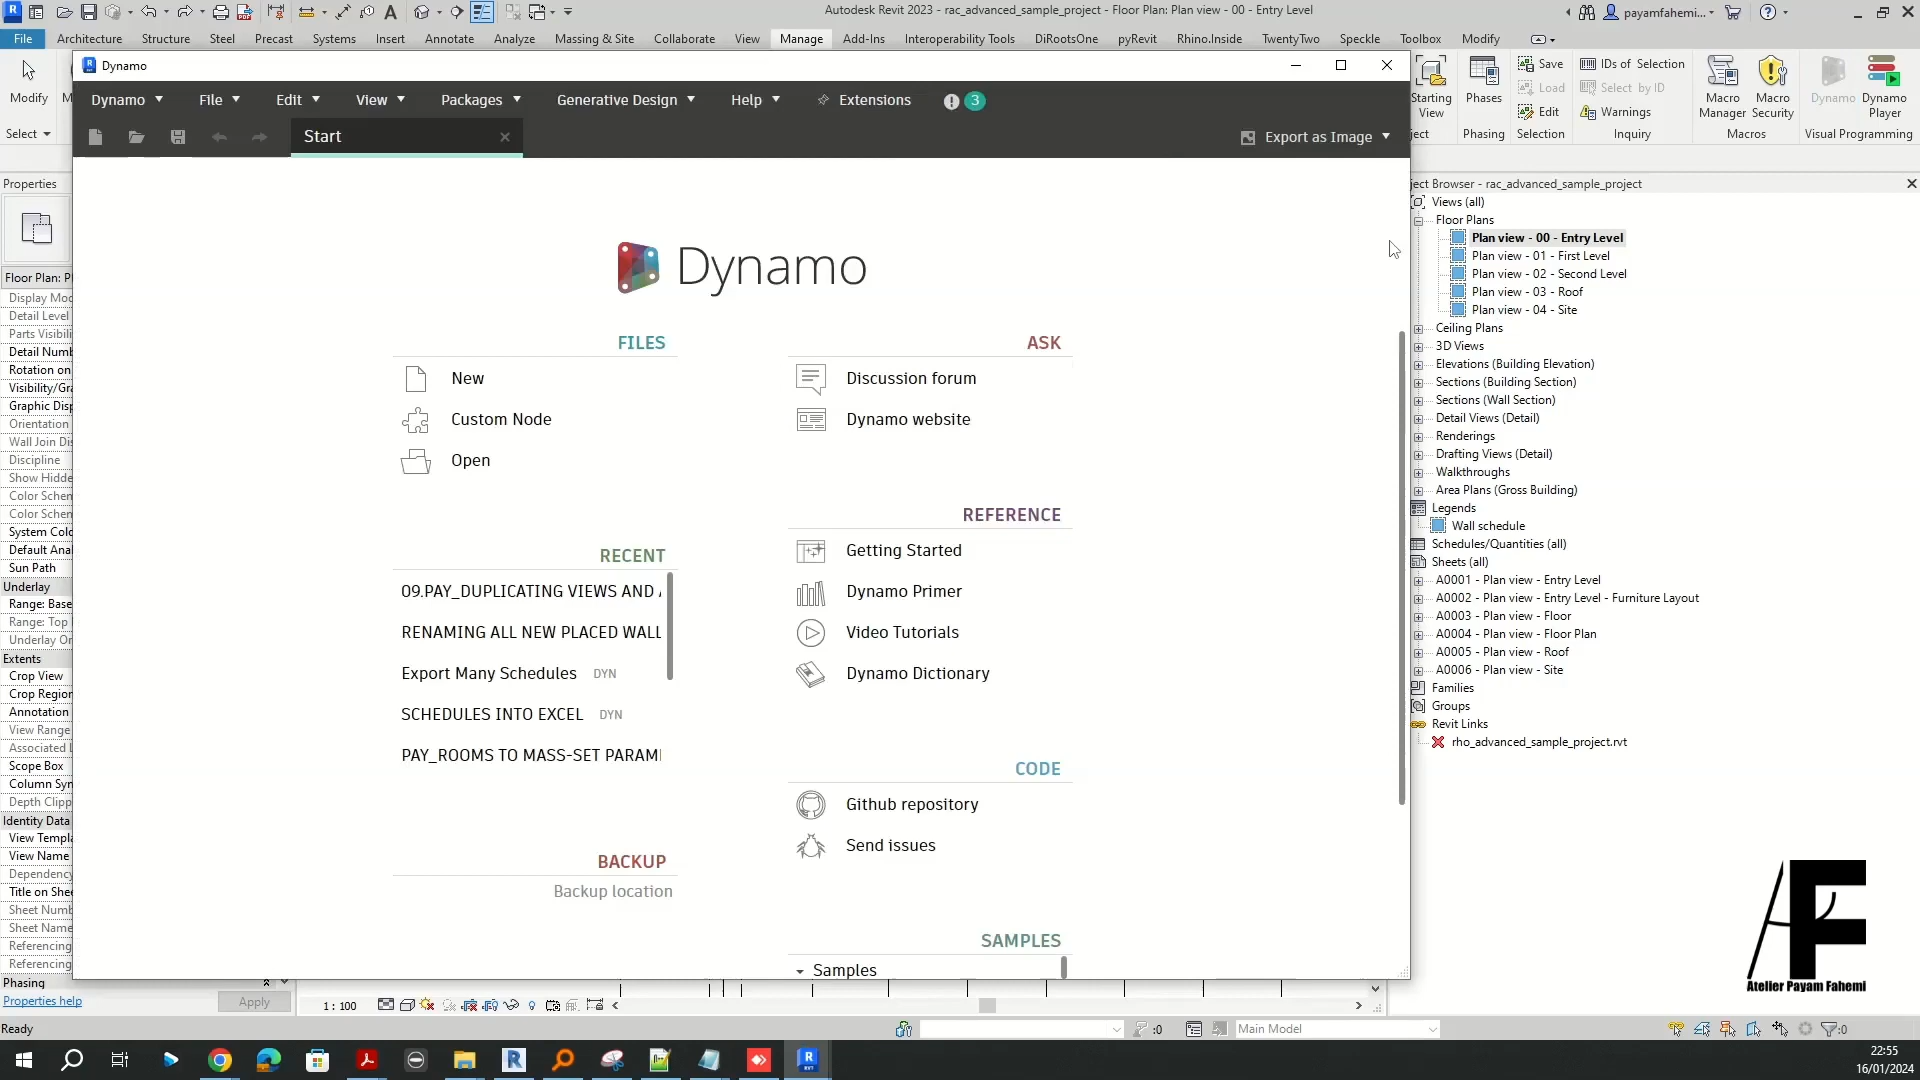 Autodesk Revit 2023 - rac_advanced_sample_project - Floor Plan: Plan view - 00 - Entry Level
payamfahemi...
File Architecture Structure Steel Precast Systems Insert Annotate Analyze Massing & Site Collaborate View Manage Add-Ins Interoperability Tools DiRootsOne pyRevit Rhino.Inside TwentyTwo Speckle Toolbox Modify
Modify
Select
Starting View
Phases
Phasing
Save
Load
Edit
Selection
IDs of Selection
Select by ID
Warnings
Inquiry
Macro Manager
Macro Security
Macros
Dynamo
Dynamo Player
Visual Programming
Dynamo
Dynamo File Edit View Packages Generative Design Help Extensions 3
Start
Export as Image
Dynamo
FILES
New
Custom Node
Open
RECENT
09.PAY_DUPLICATING VIEWS AND
RENAMING ALL NEW PLACED WALL
Export Many Schedules DYN
SCHEDULES INTO EXCEL DYN
PAY_ROOMS TO MASS-SET PARAM
BACKUP
Backup location
ASK
Discussion forum
Dynamo website
REFERENCE
Getting Started
Dynamo Primer
Video Tutorials
Dynamo Dictionary
CODE
Github repository
Send issues
SAMPLES
Samples
Properties
Floor Plan: P
Display Mod
Detail Level
Parts Visibili
Detail Numb
Rotation on
Visibility/Gra
Graphic Disp
Orientation
Wall Join Di
Discipline
Show Hidde
Color Schem
Color Schem
System Colo
Default Anal
Sun Path
Underlay
Range: Base
Range: Top
Underlay Or
Extents
Crop View
Crop Region
Annotation
View Range
Associated L
Scope Box
Column Sym
Depth Clipp
Identity Data
View Templa
View Name
Dependency
Title on Shee
Sheet Numb
Sheet Name
Referencing
Referencing
Phasing
Properties help
Apply
ject Browser - rac_advanced_sample_project
Views (all)
Floor Plans
Plan view - 00 - Entry Level
Plan view - 01 - First Level
Plan view - 02 - Second Level
Plan view - 03 - Roof
Plan view - 04 - Site
Ceiling Plans
3D Views
Elevations (Building Elevation)
Sections (Building Section)
Sections (Wall Section)
Detail Views (Detail)
Renderings
Drafting Views (Detail)
Walkthroughs
Area Plans (Gross Building)
Legends
Wall schedule
Schedules/Quantities (all)
Sheets (all)
A0001 - Plan view - Entry Level
A0002 - Plan view - Entry Level - Furniture Layout
A0003 - Plan view - Floor
A0004 - Plan view - Floor Plan
A0005 - Plan view - Roof
A0006 - Plan view - Site
Families
Groups
Revit Links
rho_advanced_sample_project.rvt
Atelier Payam Fahemi
1 : 100
Ready
:0
Main Model
:0
22:55
16/01/2024